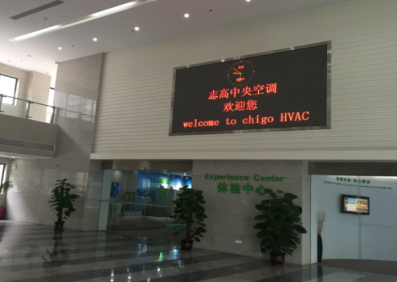 志高中央空调
欢迎您
welcome to chigo HVAC
Experience Center
体验中心